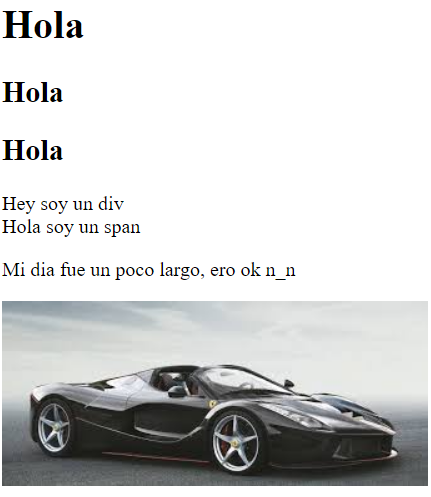 Hola
Hola
Hola
Hey soy un div
Hola soy un span
Mi dia fue un poco largo, ero ok n_n